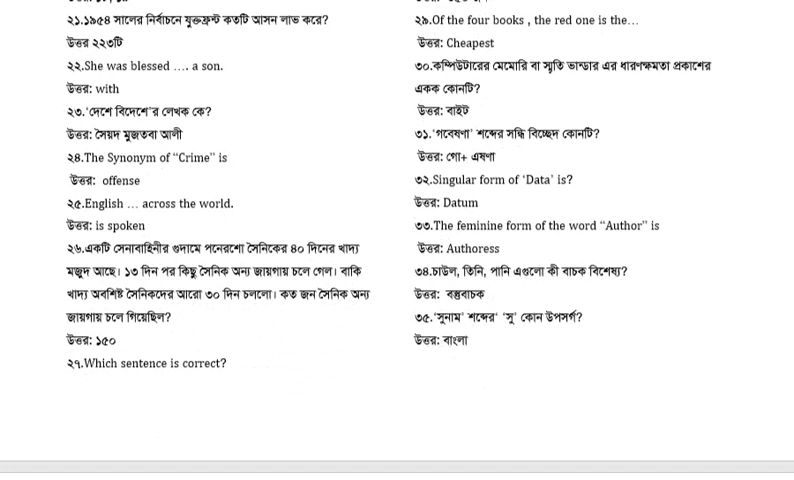 ২১.১৯৫৪ সালের নির্বাচনে যুক্তফ্রন্ট কতটি আসন লাভ করে?
উত্তর ২২৩টি
২২.She was blessed …. a son.
উত্তর: with
২৩.‘দেশে বিদেশে’র লেখক কে?
উত্তর: সৈয়দ মুজতবা আলী
২৪.The Synonym of “Crime” is
উত্তর: offense
২৫.English … across the world.
উত্তর: is spoken
২৬.একটি সেনাবাহিনীর গুদামে পনেরশো সৈনিকের ৪০ দিনের খাদ্য
মজুদ আছে। ১৩ দিন পর কিছু সৈনিক অন্য জায়গায় চলে গেল। বাকি
খাদ্য অবশিষ্ট সৈনিকদের আরো ৩০ দিন চললো। কত জন সৈনিক অন্য
জায়গায় চলে গিয়েছিল?
উত্তর: ১৫০
২৭.Which sentence is correct?
২৯.Of the four books , the red one is the…
উত্তর: Cheapest
৩০.কম্পিউটারের মেমোরি বা স্মৃতি ভান্ডার এর ধারণক্ষমতা প্রকাশের
একক কোনটি?
উত্তর: বাইট
৩১.‘গবেষণা’ শব্দের সন্ধি বিচ্ছেদ কোনটি?
উত্তর: গো+ এষণা
৩২.Singular form of ‘Data’ is?
উত্তর: Datum
৩৩.The feminine form of the word “Author” is
উত্তর: Authoress
৩৪.চাউল, তিনি, পানি এগুলো কী বাচক বিশেষ্য?
উত্তর: বস্তুবাচক
৩৫.‘সুনাম’ শব্দের‘ ‘সু’ কোন উপসর্গ?
উত্তর: বাংলা